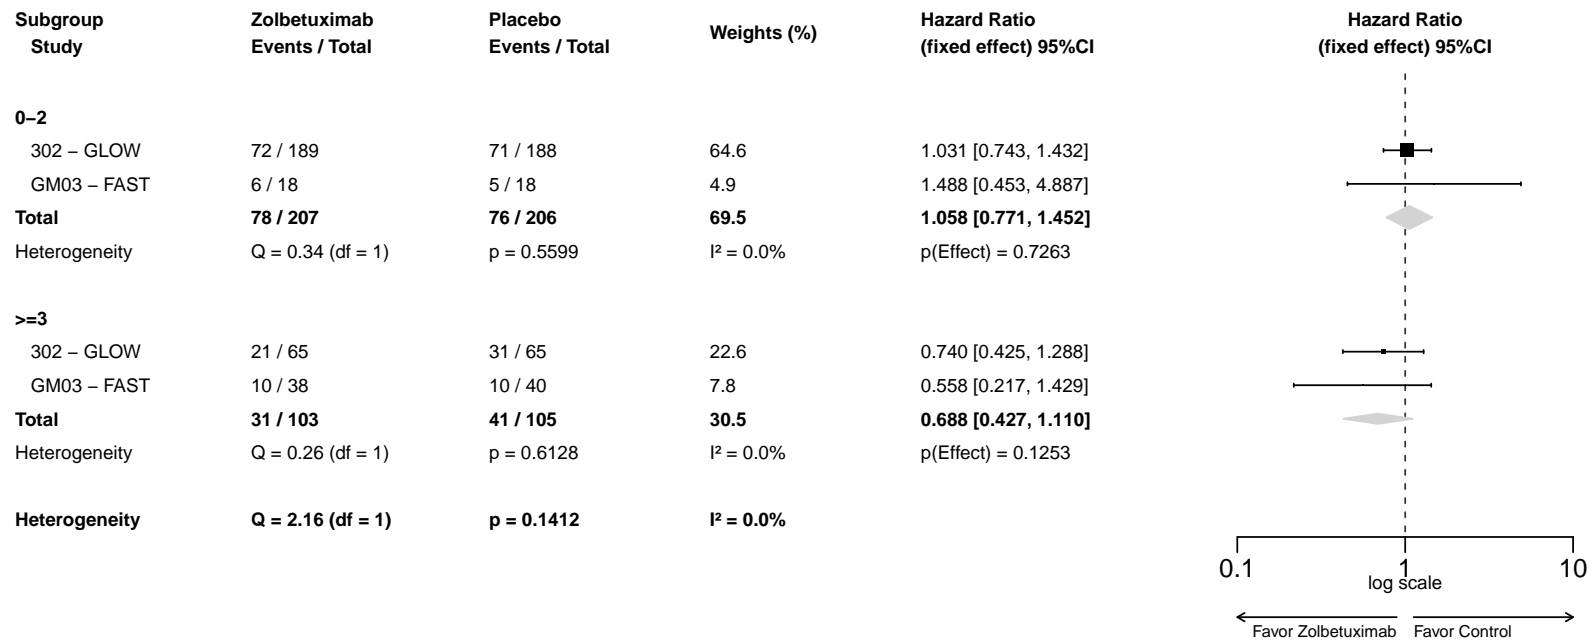 Subgroup Zolbetuximab Placebo Weights (%) Hazard Ratio Hazard Ratio
Study Events / Total Events / Total (fixed effect) 95%CI (fixed effect) 95%CI
0−2
302 − GLOW 72 / 189 71 / 188 64.6 1.031 [0.743, 1.432]
GM03 − FAST 6 / 18 5 / 18 4.9 1.488 [0.453, 4.887]
Total 78 / 207 76 / 206 69.5 1.058 [0.771, 1.452]
Heterogeneity Q = 0.34 (df = 1) p = 0.5599 I² = 0.0% p(Effect) = 0.7263
>=3
302 − GLOW 21 / 65 31 / 65 22.6 0.740 [0.425, 1.288]
GM03 − FAST 10 / 38 10 / 40 7.8 0.558 [0.217, 1.429]
Total 31 / 103 41 / 105 30.5 0.688 [0.427, 1.110]
Heterogeneity Q = 0.26 (df = 1) p = 0.6128 I² = 0.0% p(Effect) = 0.1253
Heterogeneity Q = 2.16 (df = 1) p = 0.1412 I² = 0.0%
0.1 1 10
log scale
Favor Zolbetuximab Favor Control